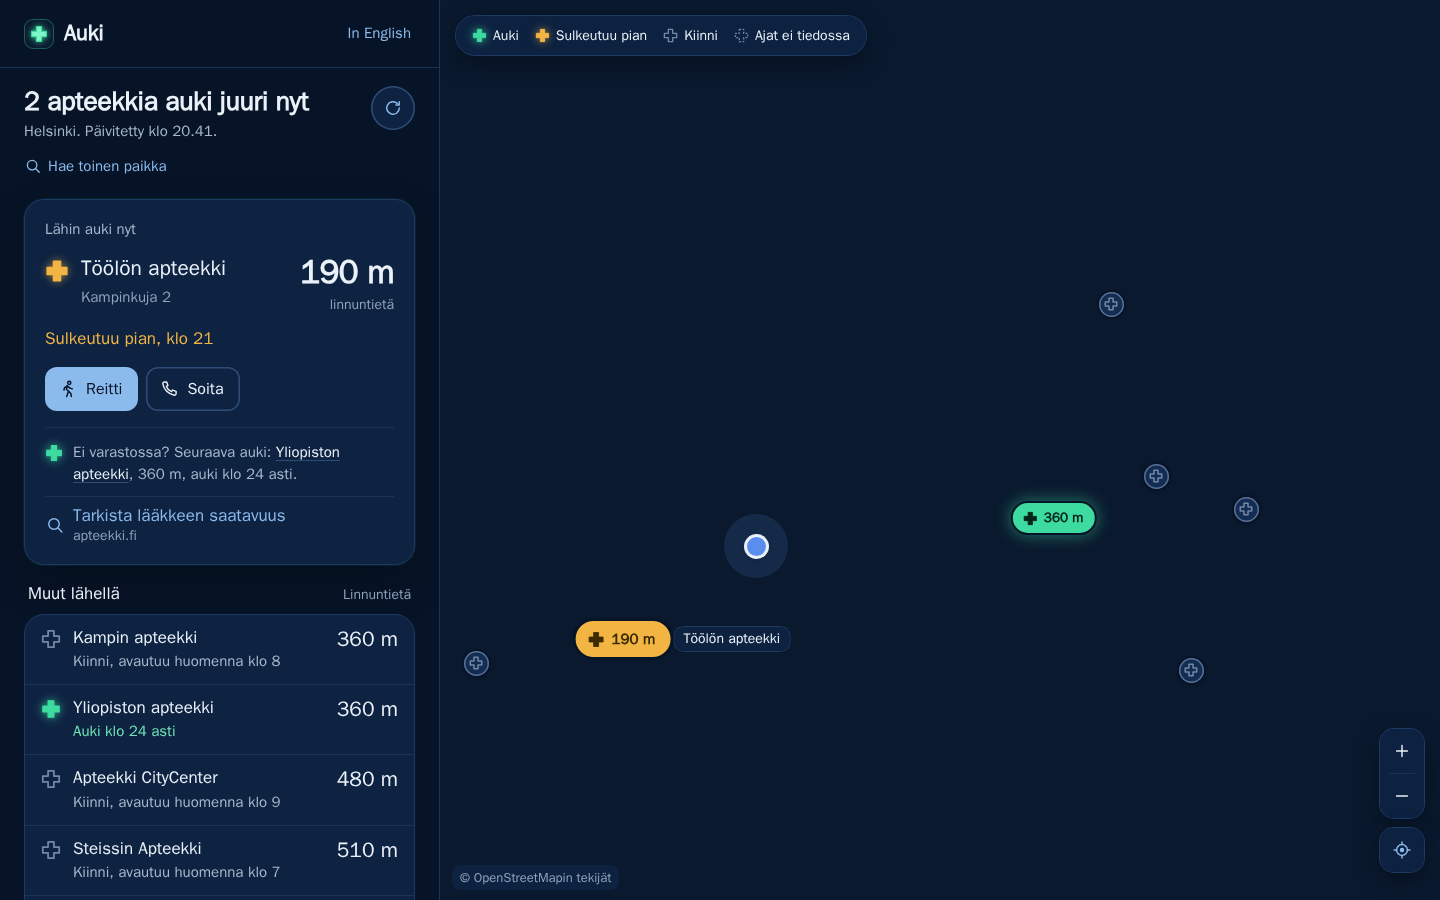 Auki
In English
2 apteekkia auki juuri nyt
Helsinki. Päivitetty klo 20.41.
Hae toinen paikka
Lähin auki nyt
Töölön apteekki
190 m
Kampinkuja 2
linnuntietä
Sulkeutuu pian, klo 21
Reitti
Soita
Ei varastossa? Seuraava auki: Yliopiston
apteekki, 360 m, auki klo 24 asti.
Tarkista lääkkeen saatavuus
apteekki.fi
Muut lähellä
Linnuntietä
Kampin apteekki
360 m
Kiinni, avautuu huomenna klo 8
Yliopiston apteekki
360 m
Auki klo 24 asti
Apteekki CityCenter
480 m
Kiinni, avautuu huomenna klo 9
Steissin Apteekki
510 m
Kiinni, avautuu huomenna klo 7
Auki
Sulkeutuu pian
Kiinni
Ajat ei tiedossa
360 m
190 m
Töölön apteekki
© OpenStreetMapin tekijät